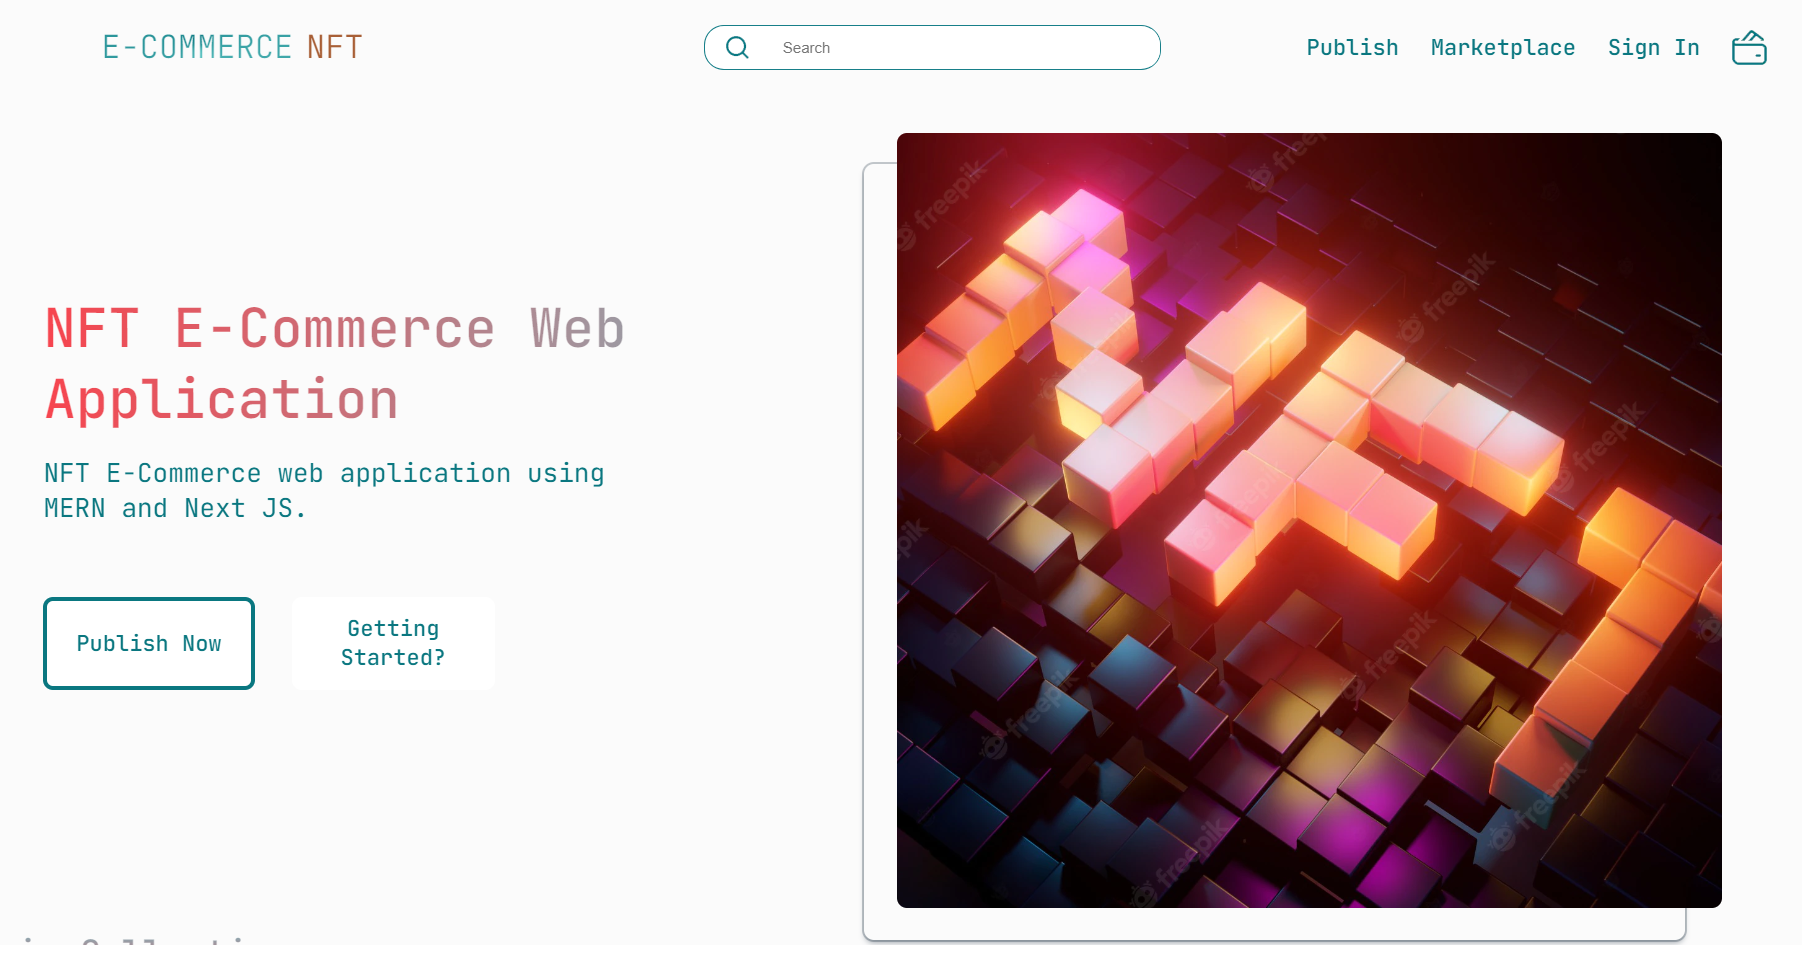 E-COMMERCE NFT
Search
Publish
Marketplace
Sign In
NFT E-Commerce Web
Application
NFT E-Commerce web application using
MERN and Next JS.
Publish Now
Getting
Started?
NFT
freepik
freepik
freepik
freepik
freepik
freepik
freepik
freepik